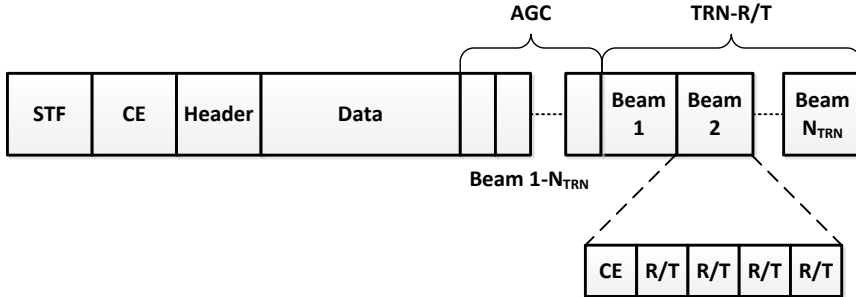 AGC TRN-R/T
STF CE Header Data Beam 1 Beam 2 Beam N_TRN
Beam 1-N_TRN
CE R/T R/T R/T R/T